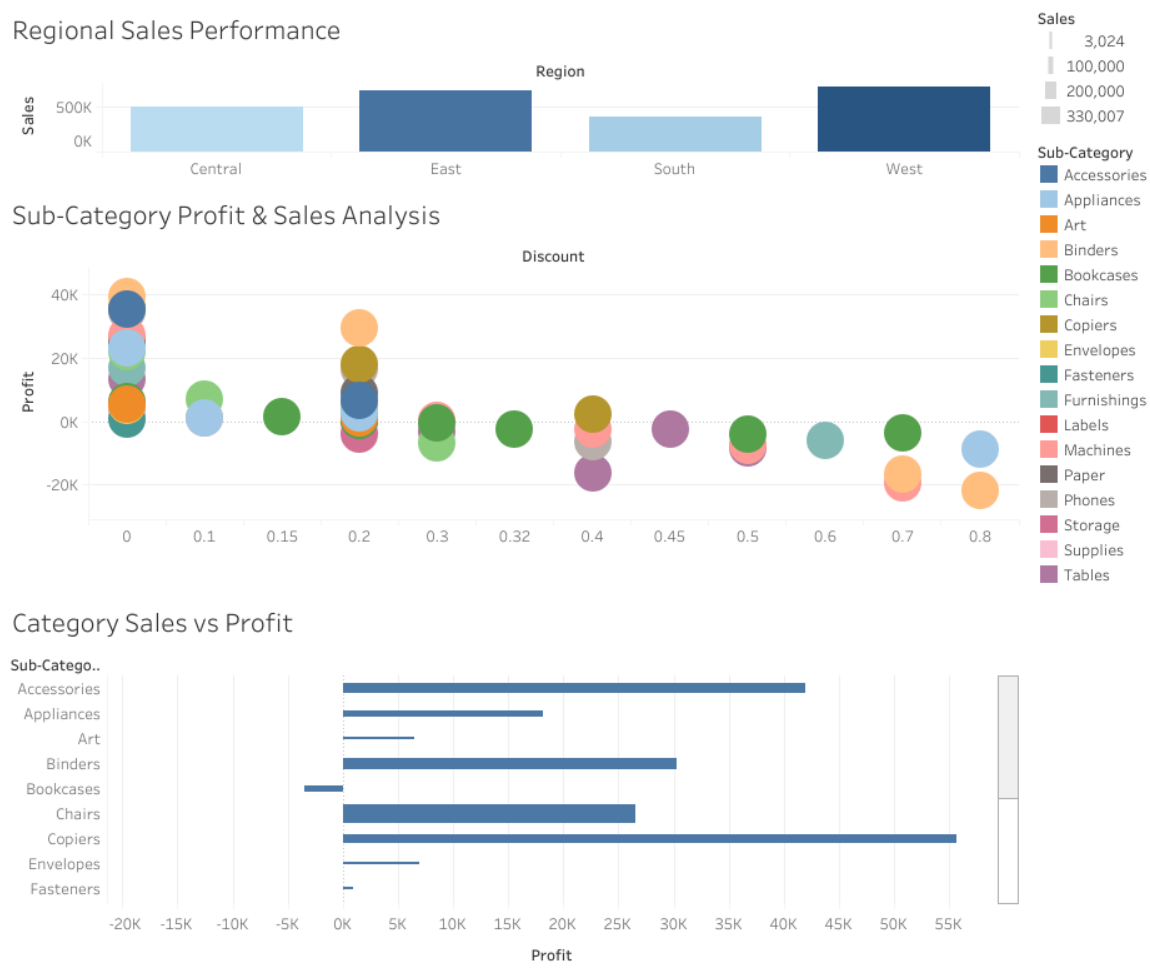 Regional Sales Performance
Region
Sales
500K
0K
Central East South West
Sub-Category Profit & Sales Analysis
Discount
Profit
40K
20K
0K
-20K
0 0.1 0.15 0.2 0.3 0.32 0.4 0.45 0.5 0.6 0.7 0.8
Category Sales vs Profit
Sub-Catego..
Accessories
Appliances
Art
Binders
Bookcases
Chairs
Copiers
Envelopes
Fasteners
-20K -15K -10K -5K 0K 5K 10K 15K 20K 25K 30K 35K 40K 45K 50K 55K
Profit
Sales
3,024
100,000
200,000
330,007
Sub-Category
Accessories
Appliances
Art
Binders
Bookcases
Chairs
Copiers
Envelopes
Fasteners
Furnishings
Labels
Machines
Paper
Phones
Storage
Supplies
Tables